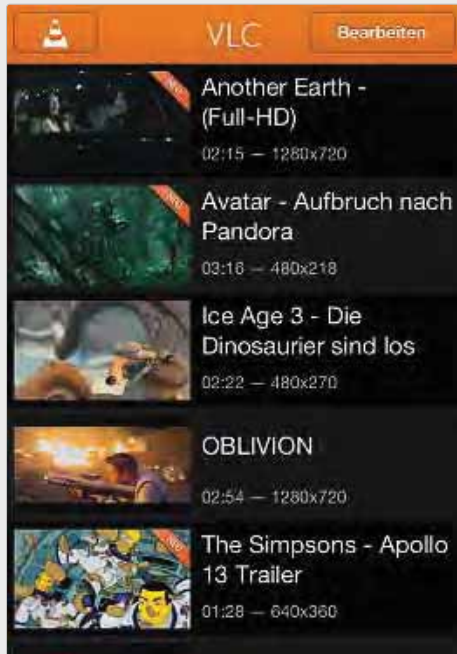 VLC
Bearbeiten
Another Earth -
(Full-HD)
02:15 — 1280x720
Avatar - Aufbruch nach
Pandora
03:16 — 480x218
Ice Age 3 - Die
Dinosaurier sind los
02:22 — 480x270
OBLIVION
02:54 — 1280x720
The Simpsons - Apollo
13 Trailer
01:28 — 640x360